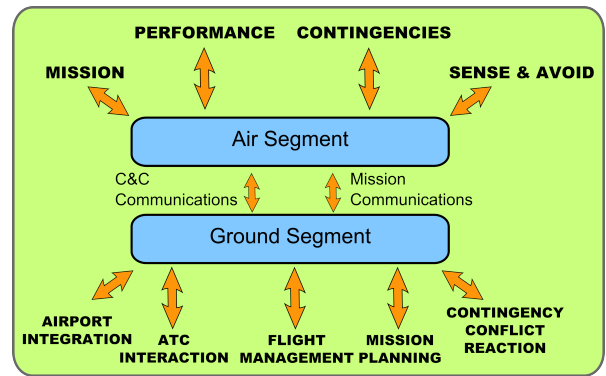 PERFORMANCE
CONTINGENCIES
MISSION
SENSE & AVOID
Air Segment
C&C
Communications
Mission
Communications
Ground Segment
AIRPORT
INTEGRATION
ATC
INTERACTION
FLIGHT
MANAGEMENT
MISSION
PLANNING
CONTINGENCY
CONFLICT
REACTION